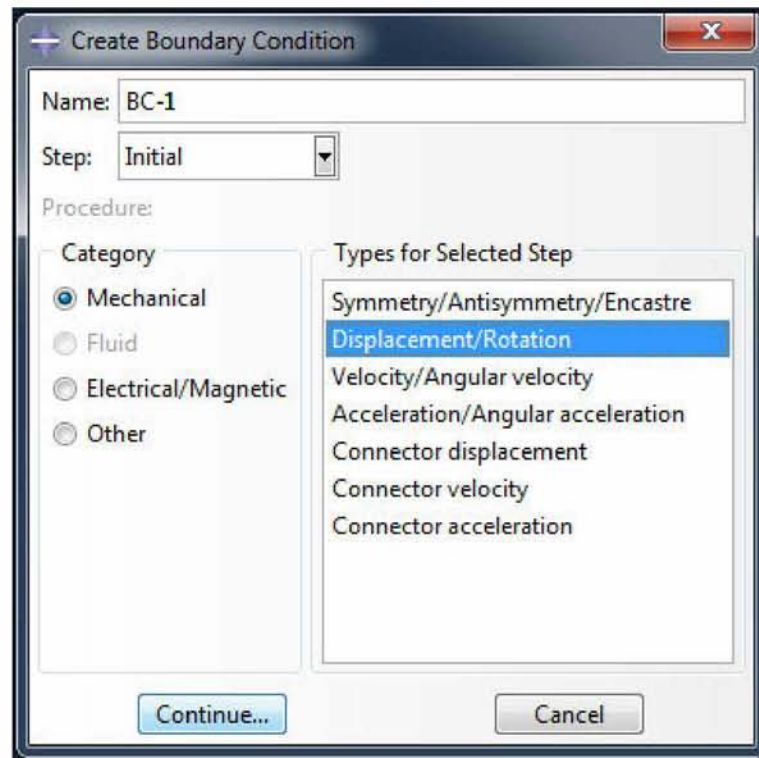 Create Boundary Condition
Name: BC-1
Step: Initial
Procedure:
Category
Mechanical
Fluid
Electrical/Magnetic
Other
Types for Selected Step
Symmetry/Antisymmetry/Encastre
Displacement/Rotation
Velocity/Angular velocity
Acceleration/Angular acceleration
Connector displacement
Connector velocity
Connector acceleration
Continue...
Cancel